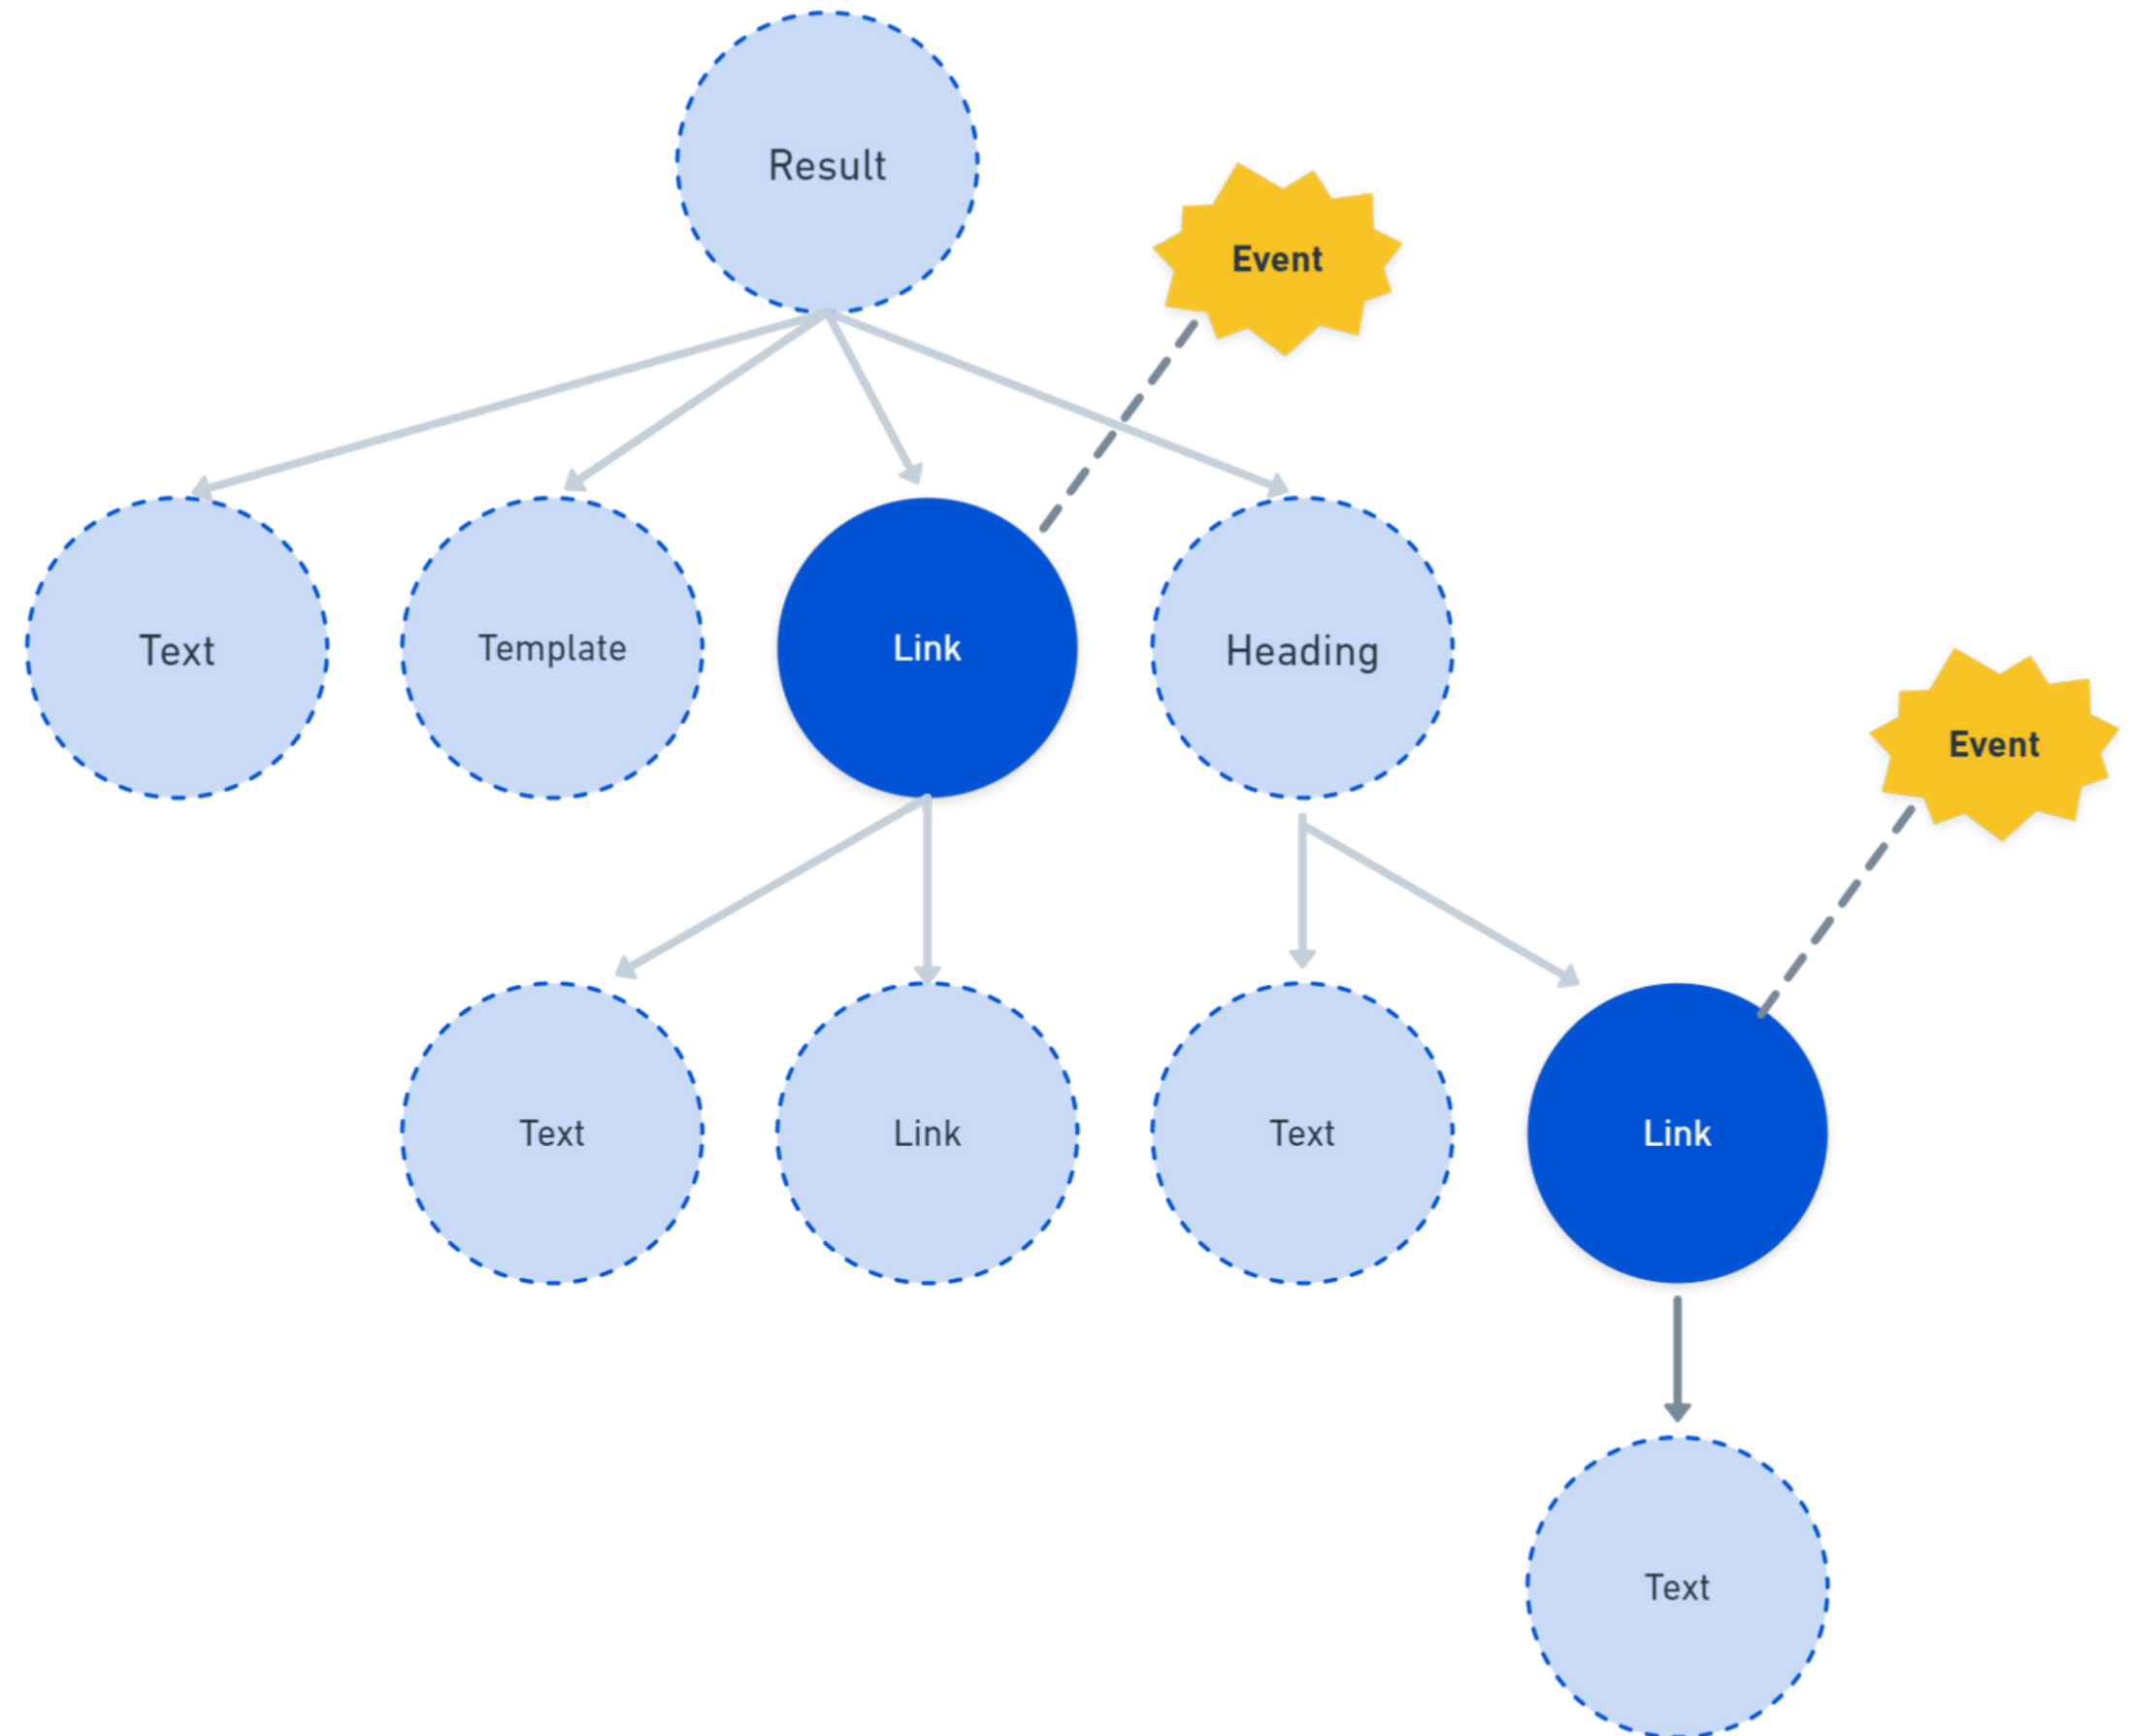 Result
Event
Text
Template
Link
Heading
Event
Text
Link
Text
Link
Text